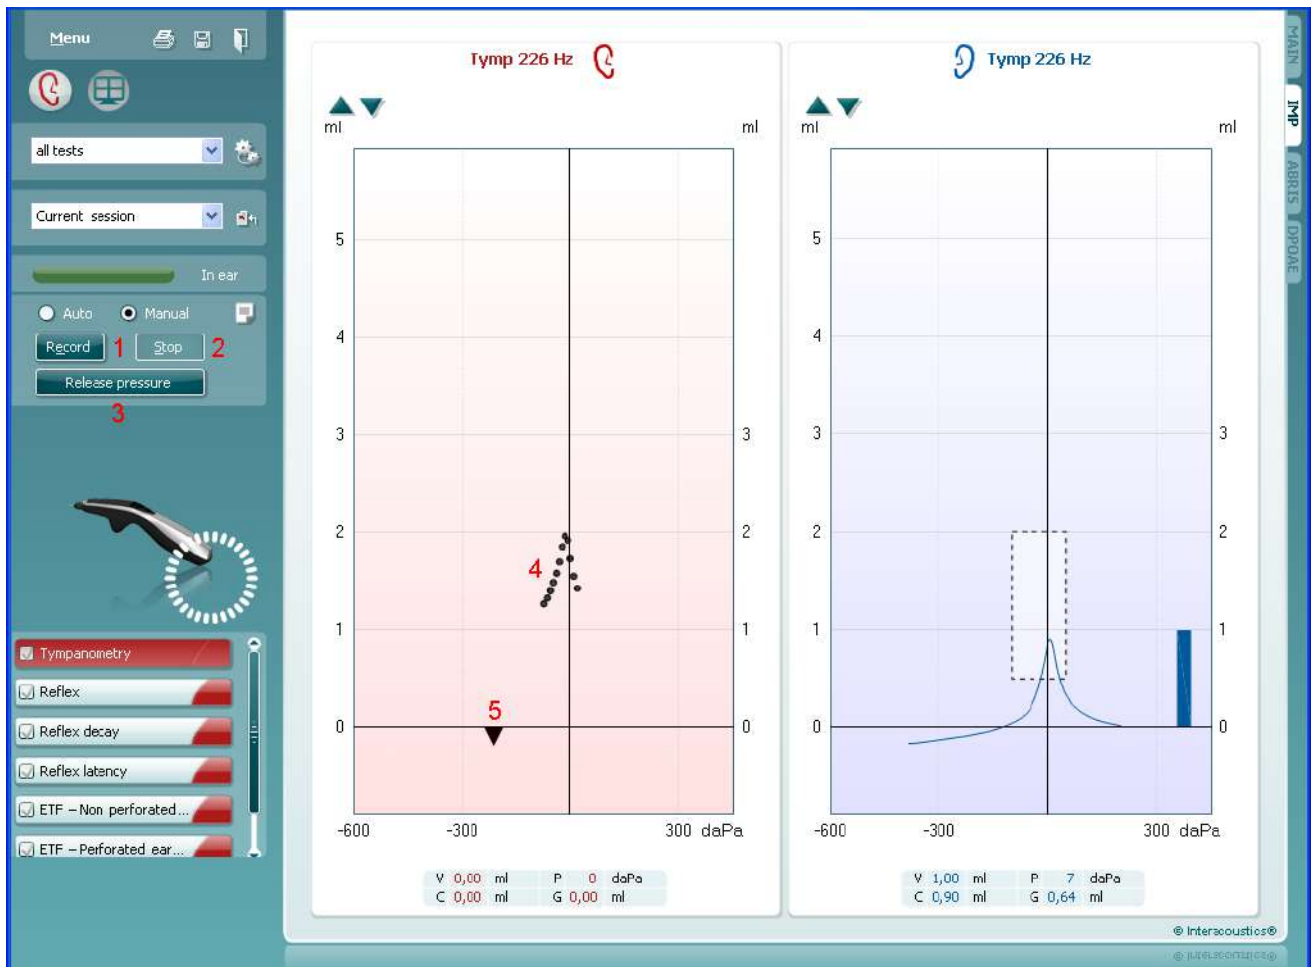 Menu
all tests
Current session
In ear
Auto Manual
Record 1 Stop 2
Release pressure
3
Tympanometry
Reflex
Reflex decay
Reflex latency
ETF – Non perforated...
ETF – Perforated ear...
Tymp 226 Hz
ml ml
5
4
3 3
2 2
4
1 1
5
0 0
-600 -300 300 daPa
V 0,00 ml P 0 daPa
C 0,00 ml G 0,00 ml
Tymp 226 Hz
ml ml
5
4
3 3
2 2
1 1
0 0
-600 -300 300 daPa
V 1,00 ml P 7 daPa
C 0,90 ml G 0,64 ml
© Interacoustics®
MAIN
IMP
ABRIS
DPOAE